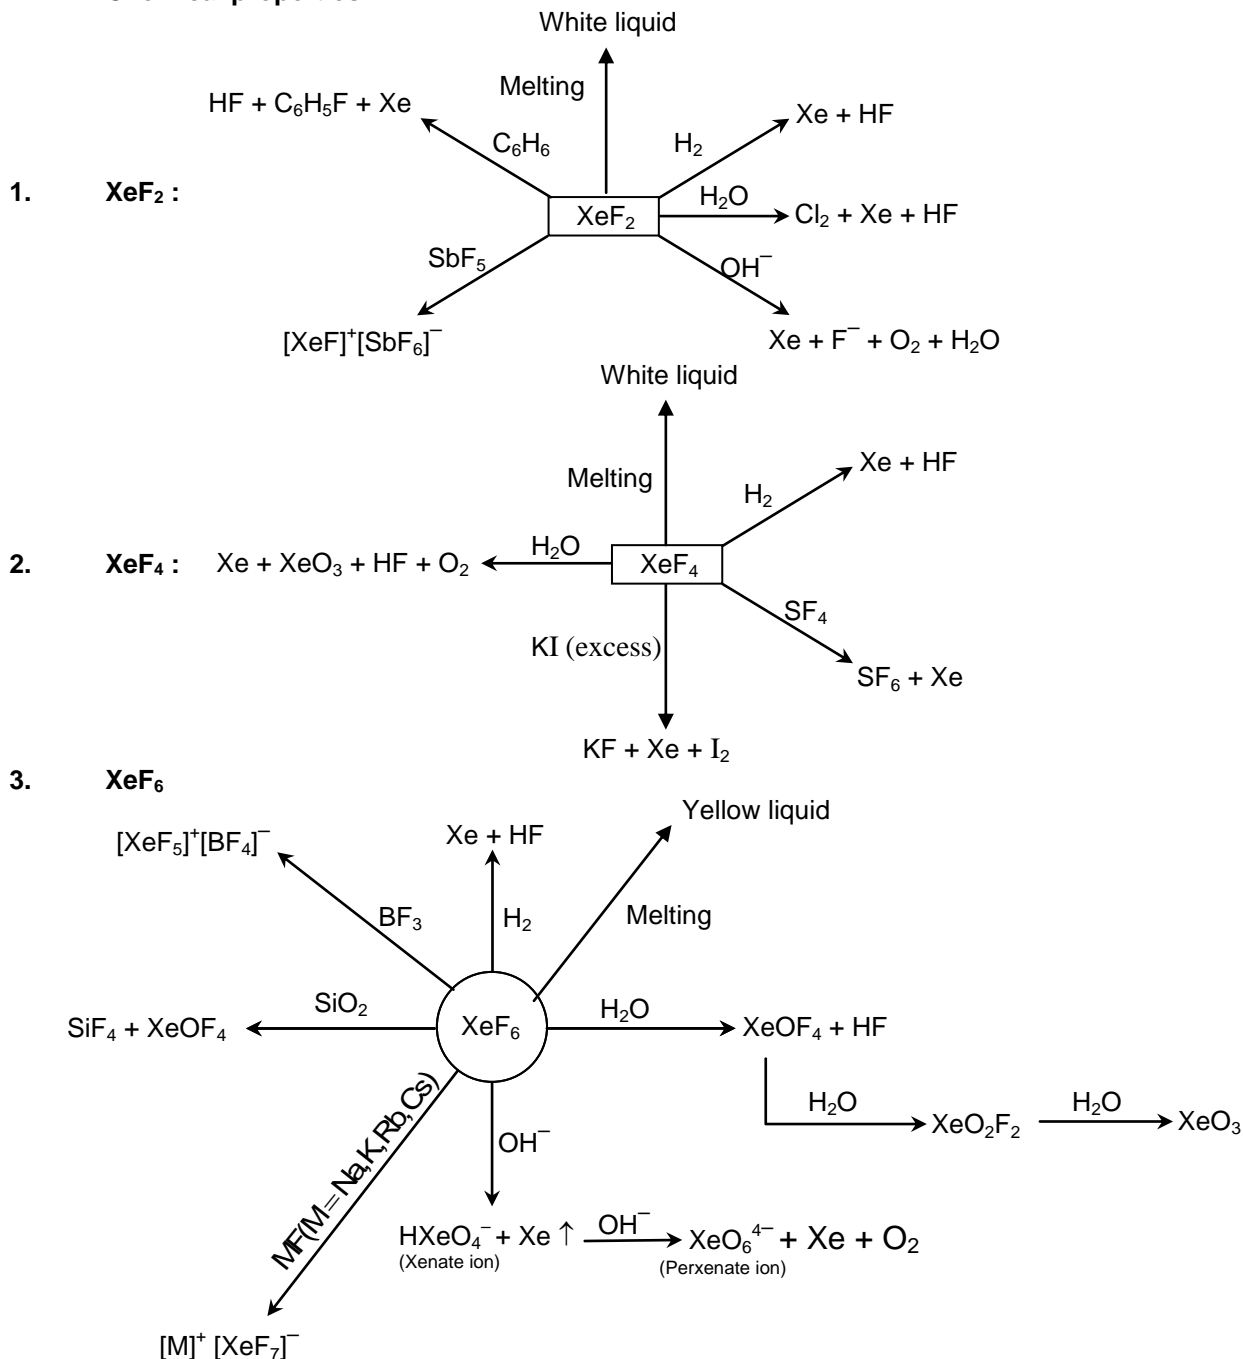 White liquid
Melting
HF + C₆H₅F + Xe
C₆H₆
H₂
Xe + HF
1. XeF₂ :
XeF₂
H₂O
Cl₂ + Xe + HF
SbF₅
OH⁻
[XeF]⁺[SbF₆]⁻
Xe + F⁻ + O₂ + H₂O
White liquid
Melting
H₂
Xe + HF
2. XeF₄ :
Xe + XeO₃ + HF + O₂
H₂O
XeF₄
SF₄
KI (excess)
SF₆ + Xe
KF + Xe + I₂
3. XeF₆
Yellow liquid
[XeF₅]⁺[BF₄]⁻
Xe + HF
BF₃
H₂
Melting
SiF₄ + XeOF₄
SiO₂
XeF₆
H₂O
XeOF₄ + HF
H₂O
XeO₂F₂
H₂O
XeO₃
MF(M=Na,K,Rb,Cs)
OH⁻
HXeO₄⁻ + Xe ↑
OH⁻
XeO₆⁴⁻ + Xe + O₂
(Xenate ion)
(Perxenate ion)
[M]⁺ [XeF₇]⁻